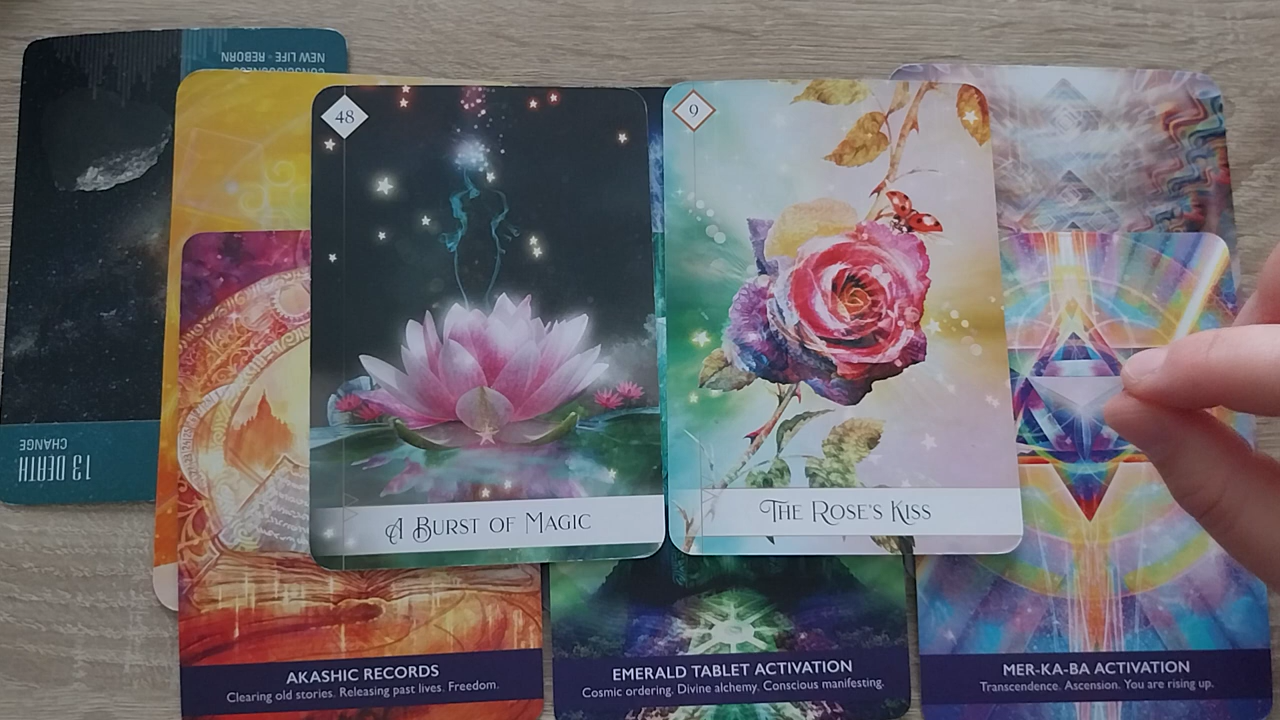 NEW LIFE · REBORN
CONSCIOUSNESS
13 DEATH
CHANGE
48
A BURST OF MAGIC
9
THE ROSE'S KISS
AKASHIC RECORDS
Clearing old stories. Releasing past lives. Freedom.
EMERALD TABLET ACTIVATION
Cosmic ordering. Divine alchemy. Conscious manifesting.
MER-KA-BA ACTIVATION
Transcendence. Ascension. You are rising up.